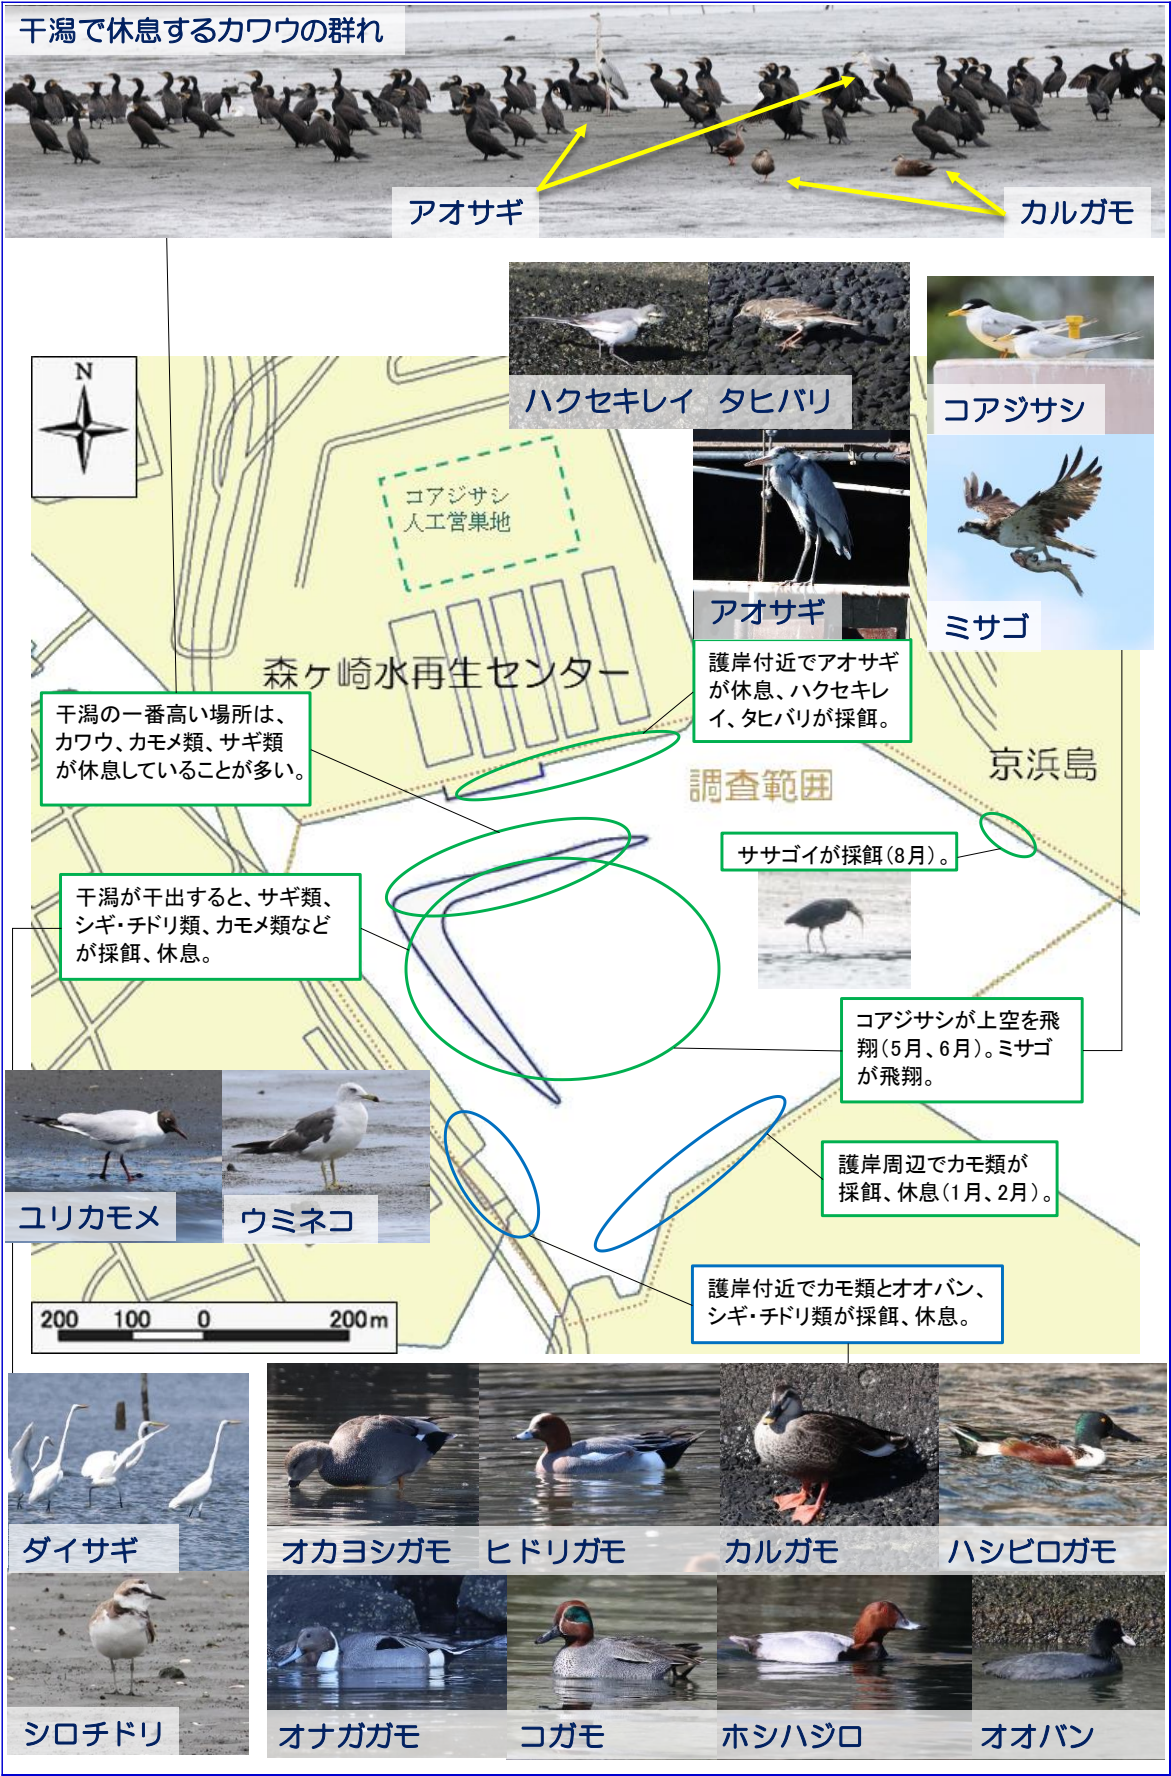 干潟で休息するカワウの群れ
アオサギ
カルガモ
ハクセキレイ
タヒバリ
コアジサシ
N
コアジサシ
人工営巣地
アオサギ
ミサゴ
森ヶ崎水再生センター
護岸付近でアオサギ
が休息、ハクセキレ
イ、タヒバリが採餌。
干潟の一番高い場所は、
カワウ、カモメ類、サギ類
が休息していることが多い。
京浜島
調査範囲
ササゴイが採餌(8月)。
干潟が干出すると、サギ類、
シギ・チドリ類、カモメ類など
が採餌、休息。
コアジサシが上空を飛
翔(5月、6月)。ミサゴ
が飛翔。
ユリカモメ
ウミネコ
護岸周辺でカモ類が
採餌、休息(1月、2月)。
護岸付近でカモ類とオオバン、
シギ・チドリ類が採餌、休息。
200 100 0 200m
ダイサギ
オカヨシガモ
ヒドリガモ
カルガモ
ハシビロガモ
シロチドリ
オナガガモ
コガモ
ホシハジロ
オオバン